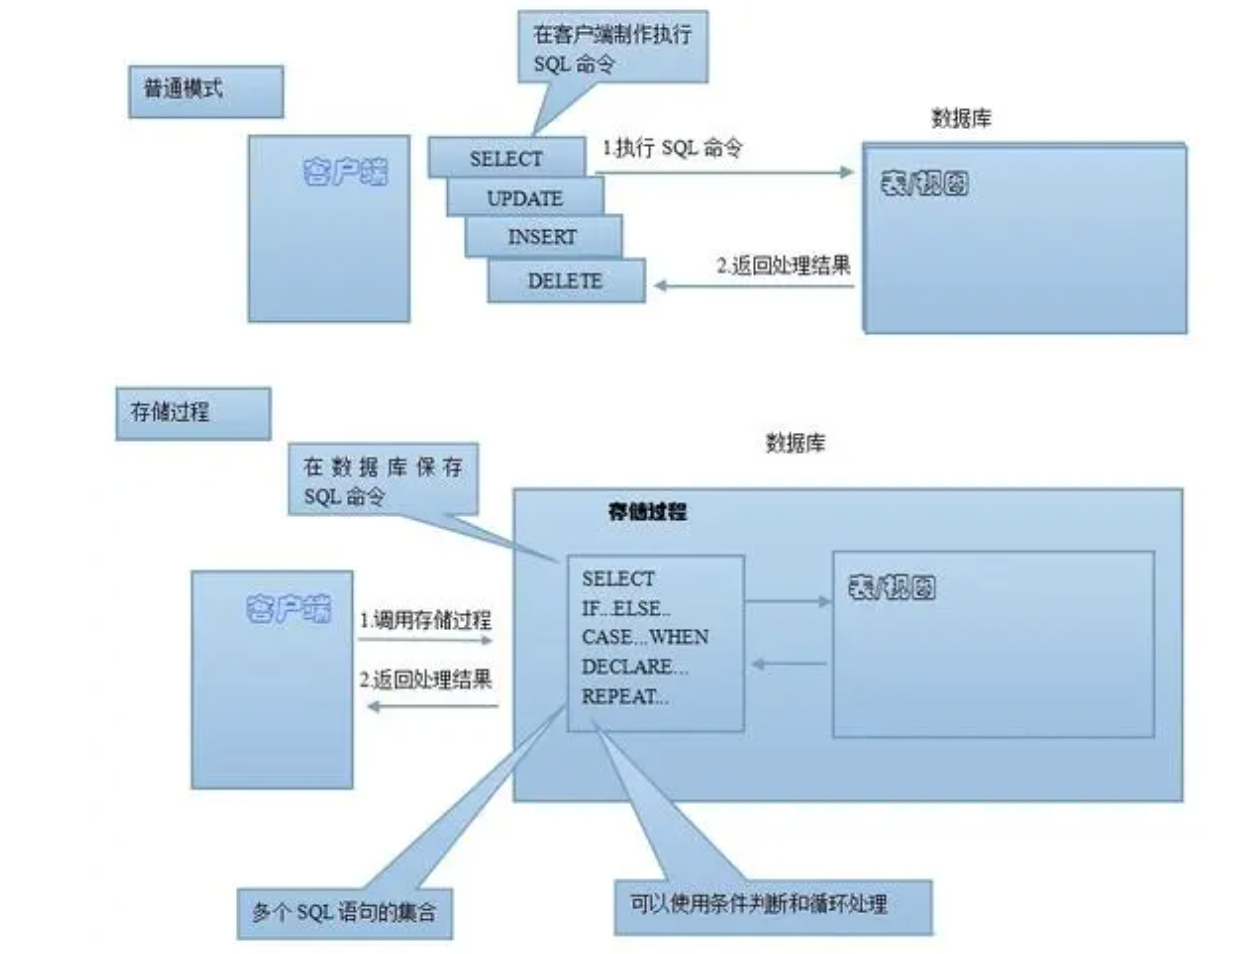 在客户端制作执行
SQL 命令
普通模式
数据库
客户端
SELECT
1.执行 SQL 命令
表/视图
UPDATE
INSERT
2.返回处理结果
DELETE
存储过程
数据库
在数据库保存
SQL 命令
存储过程
SELECT
IF...ELSE..
CASE...WHEN
DECLARE...
REPEAT...
表/视图
客户端
1.调用存储过程
2.返回处理结果
多个 SQL 语句的集合
可以使用条件判断和循环处理